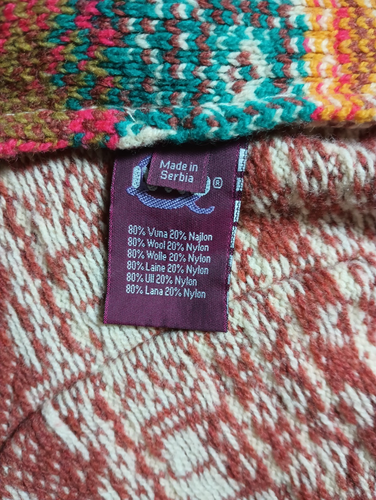 Made in
Serbia
®
80% Vuna 20% Najlon
80% Wool 20% Nylon
80% Wolle 20% Nylon
80% Laine 20% Nylon
80% Ull 20% Nylon
80% Lana 20% Nylon